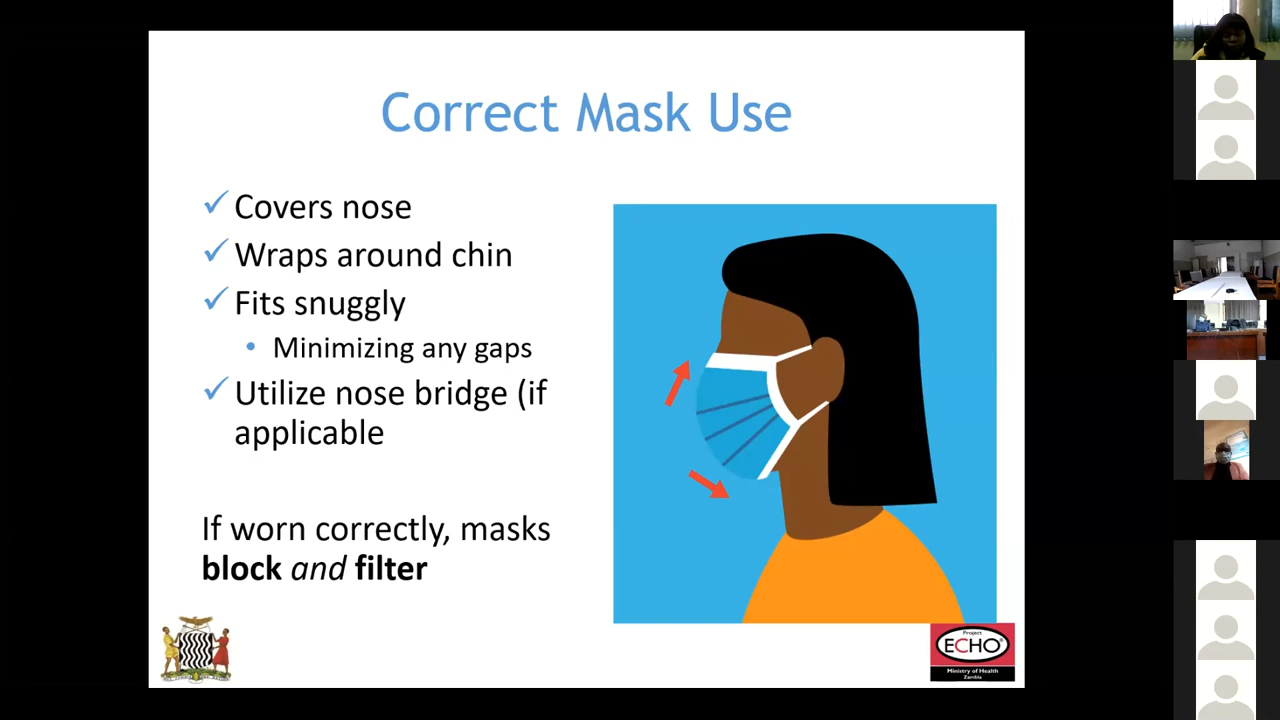 Correct Mask Use
Covers nose
Wraps around chin
Fits snuggly
Minimizing any gaps
Utilize nose bridge (if
applicable
If worn correctly, masks
block and filter
Project
ECHO®
Ministry of Health
Zambia